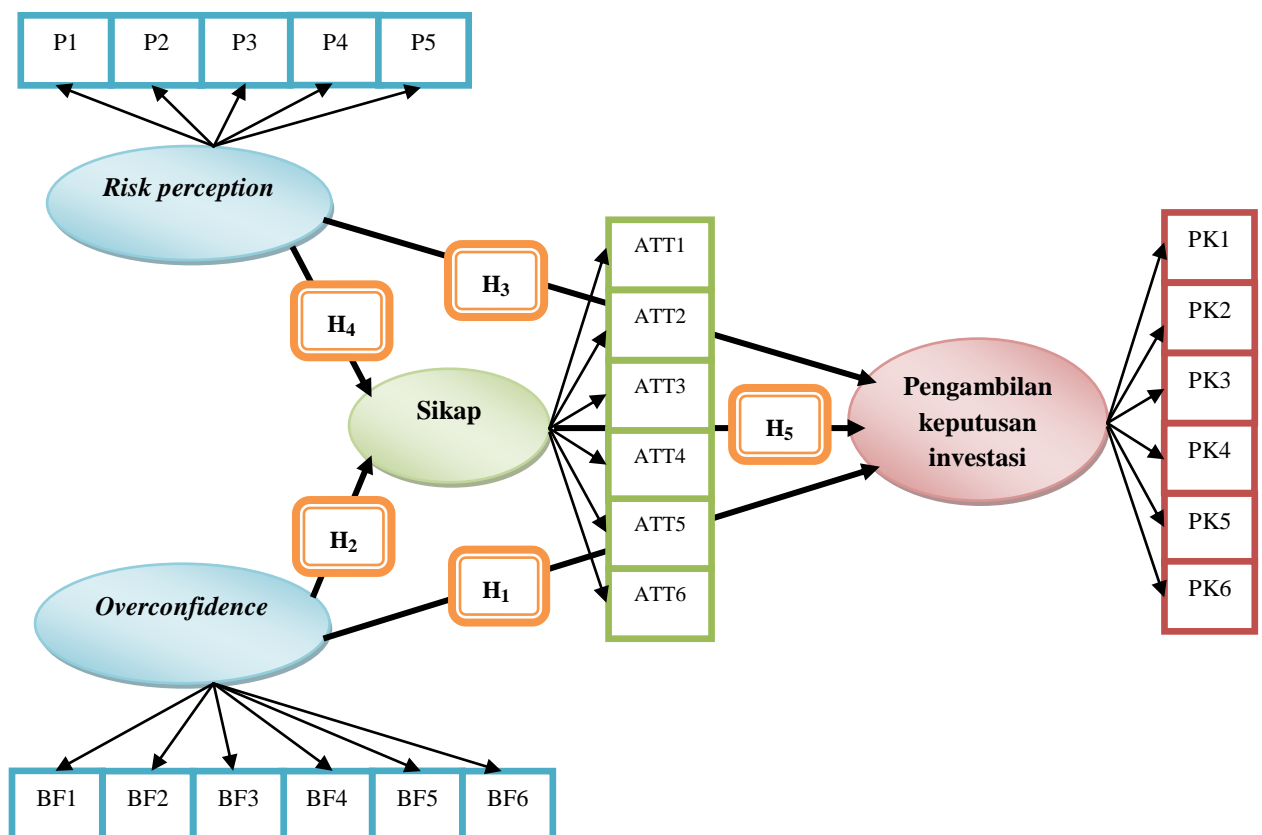 P1 P2 P3 P4 P5
Risk perception
H4
H3
Sikap
ATT1
ATT2
ATT3
ATT4
ATT5
ATT6
H5
Pengambilan
keputusan
investasi
PK1
PK2
PK3
PK4
PK5
PK6
H2
H1
Overconfidence
BF1 BF2 BF3 BF4 BF5 BF6